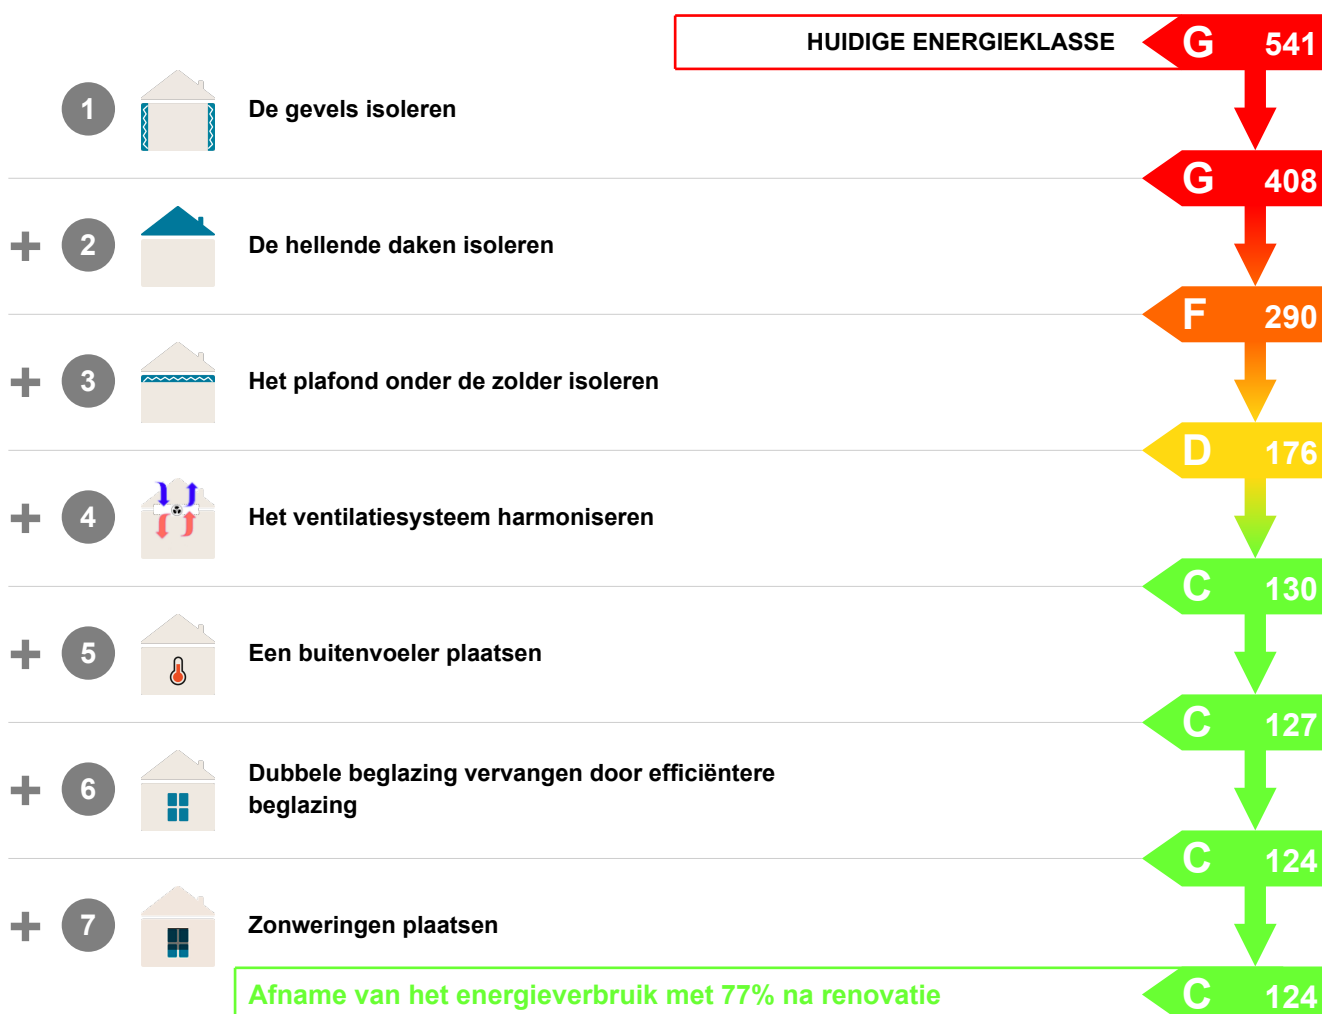 HUIDIGE ENERGIEKLASSE G 541
1 De gevels isoleren
G 408
+ 2 De hellende daken isoleren
F 290
+ 3 Het plafond onder de zolder isoleren
D 176
+ 4 Het ventilatiesysteem harmoniseren
C 130
+ 5 Een buitenvoeler plaatsen
C 127
+ 6 Dubbele beglazing vervangen door efficiëntere
beglazing
C 124
+ 7 Zonweringen plaatsen
Afname van het energieverbruik met 77% na renovatie C 124